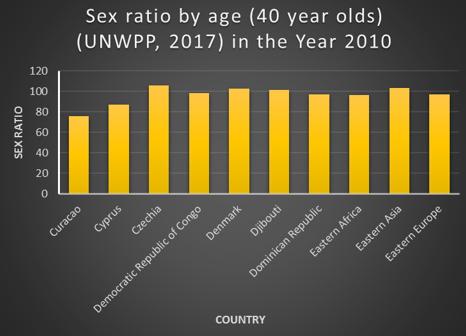 Sex ratio by age (40 year olds)
(UNWPP, 2017) in the Year 2010
120
100
80
60
40
20
0
SEX RATIO
Curacao
Cyprus
Czechia
Democratic Republic of Congo
Denmark
Djibouti
Dominican Republic
Eastern Africa
Eastern Asia
Eastern Europe
COUNTRY